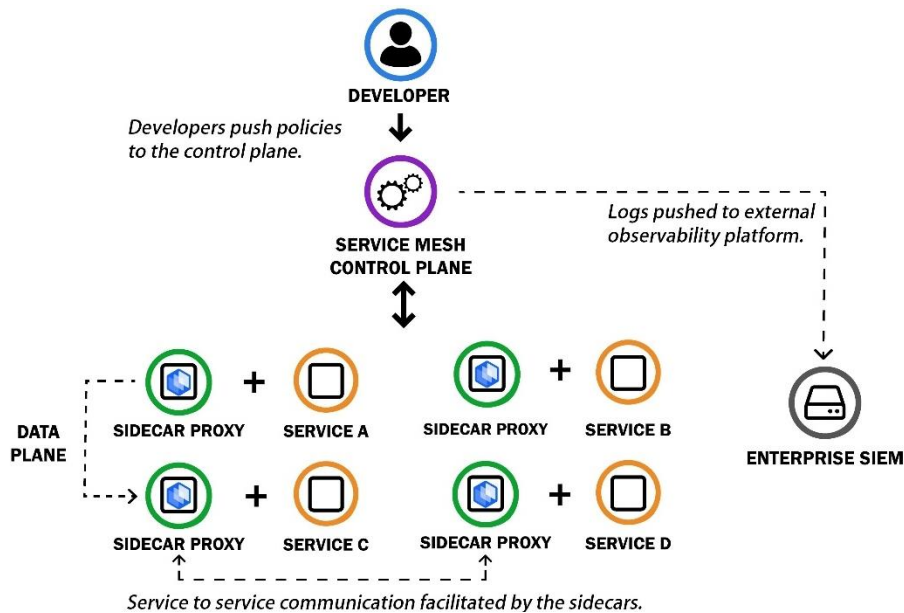 DEVELOPER
Developers push policies
to the control plane.
SERVICE MESH
CONTROL PLANE
Logs pushed to external
observability platform.
SIDECAR PROXY
SERVICE A
SIDECAR PROXY
SERVICE B
DATA
PLANE
ENTERPRISE SIEM
SIDECAR PROXY
SERVICE C
SIDECAR PROXY
SERVICE D
Service to service communication facilitated by the sidecars.